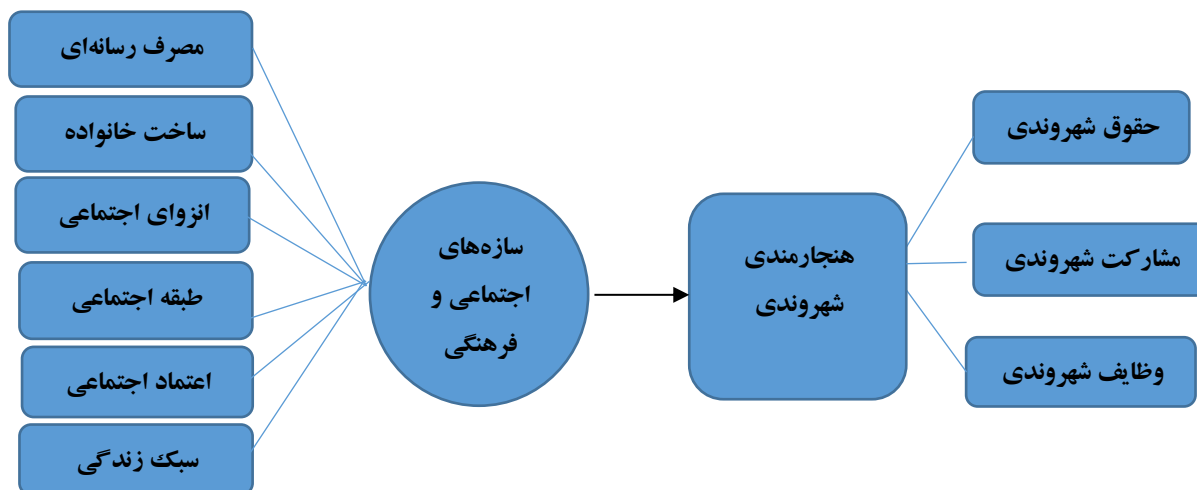 مصرف رسانه‌ای
ساخت خانواده
انزوای اجتماعی
طبقه اجتماعی
اعتماد اجتماعی
سبک زندگی
سازه‌های
اجتماعی و
فرهنگی
هنجارمندی
شهروندی
حقوق شهروندی
مشارکت شهروندی
وظایف شهروندی